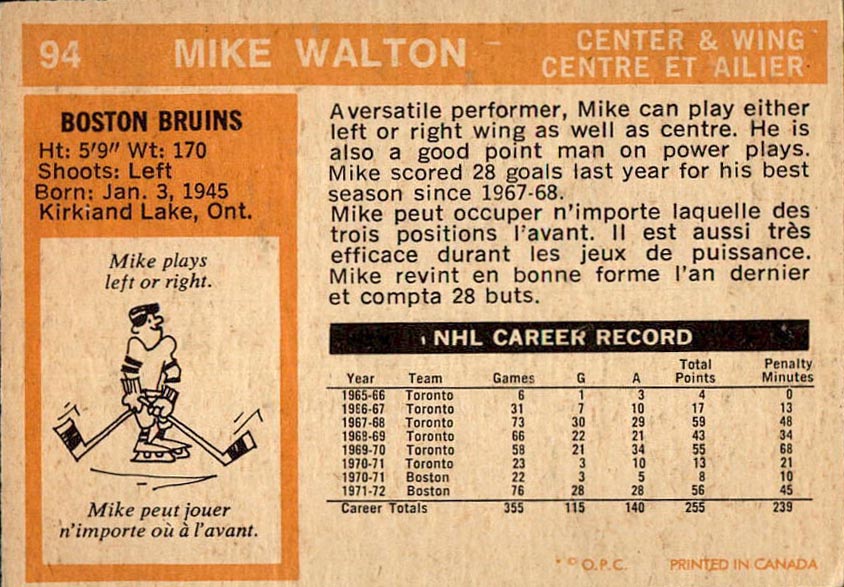 94 MIKE WALTON CENTER & WING
CENTRE ET AILIER
BOSTON BRUINS
Ht: 5'9" Wt: 170
Shoots: Left
Born: Jan. 3, 1945
Kirkland Lake, Ont.
Mike plays
left or right.
Mike peut jouer
n'importe où à l'avant.
A versatile performer, Mike can play either
left or right wing as well as centre. He is
also a good point man on power plays.
Mike scored 28 goals last year for his best
season since 1967-68.
Mike peut occuper n'importe laquelle des
trois positions l'avant. Il est aussi très
efficace durant les jeux de puissance.
Mike revint en bonne forme l'an dernier
et compta 28 buts.
NHL CAREER RECORD
Year Team Games G A Total Points Penalty Minutes
1965-66 Toronto 6 1 3 4 0
1966-67 Toronto 31 7 10 17 13
1967-68 Toronto 73 30 29 59 48
1968-69 Toronto 66 22 21 43 34
1969-70 Toronto 58 21 34 55 68
1970-71 Toronto 23 3 10 13 21
1970-71 Boston 22 3 5 8 10
1971-72 Boston 76 28 28 56 45
Career Totals 355 115 140 255 239
* © O.P.C. PRINTED IN CANADA